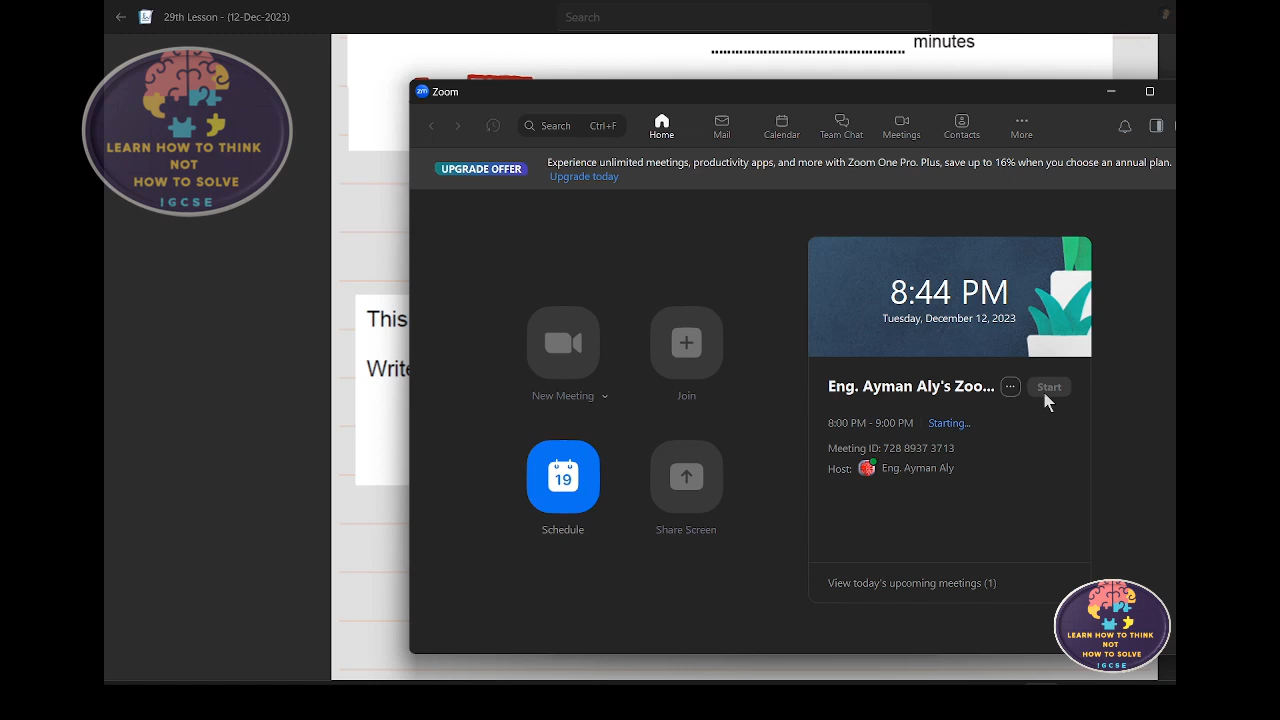 29th Lesson - (12-Dec-2023)
Search
minutes
LEARN HOW TO THINK
NOT
HOW TO SOLVE
IGCSE
zm Zoom
Search Ctrl+F
Home
Mail
Calendar
Team Chat
Meetings
Contacts
More
UPGRADE OFFER
Experience unlimited meetings, productivity apps, and more with Zoom One Pro. Plus, save up to 16% when you choose an annual plan.
Upgrade today
8:44 PM
Tuesday, December 12, 2023
This
Write
New Meeting
Join
19
Schedule
Share Screen
Eng. Ayman Aly's Zoo... Start
8:00 PM - 9:00 PM Starting...
Meeting ID: 728 8937 3713
Host: Eng. Ayman Aly
View today's upcoming meetings (1)
LEARN HOW TO THINK
NOT
HOW TO SOLVE
IGCSE